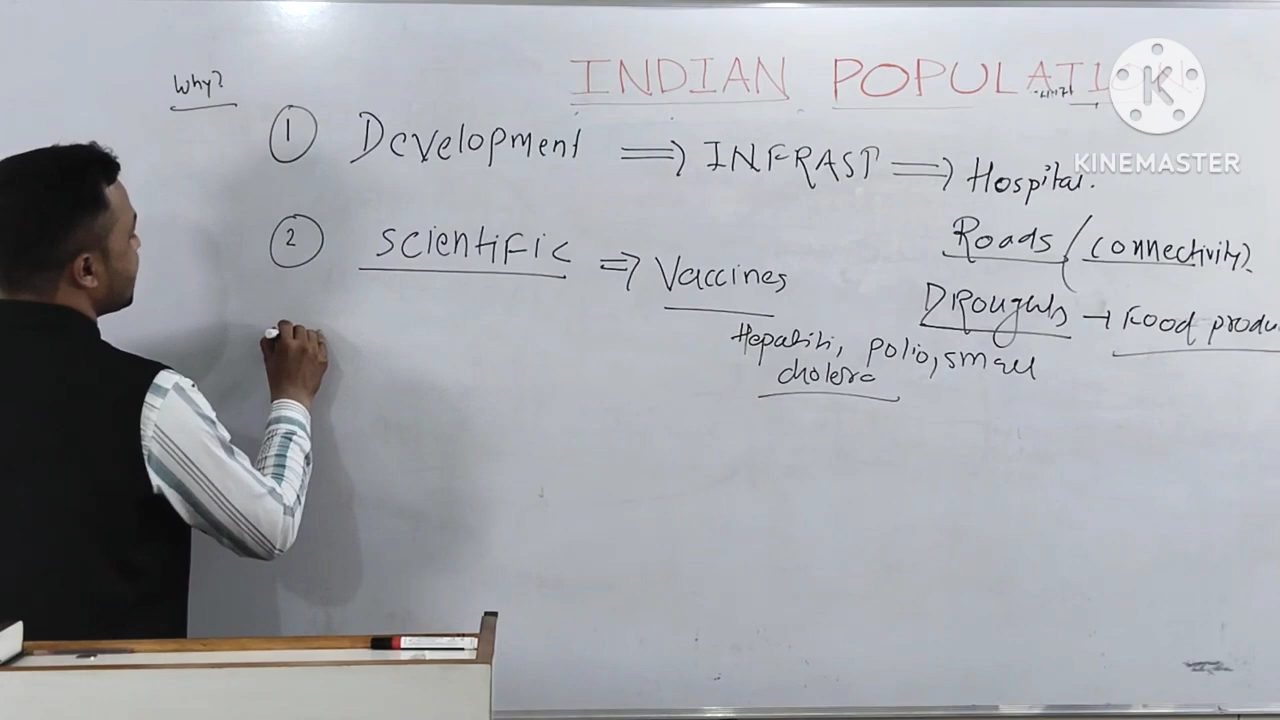 INDIAN POPULATION
Why?
1 Development ⇒ INFRAST ⇒ Hospital.
Roads / (connectivity).
2 Scientific ⇒ Vaccines
Droughts → Food produ
Hepatiti, polio, small
cholera
K
KINEMASTER